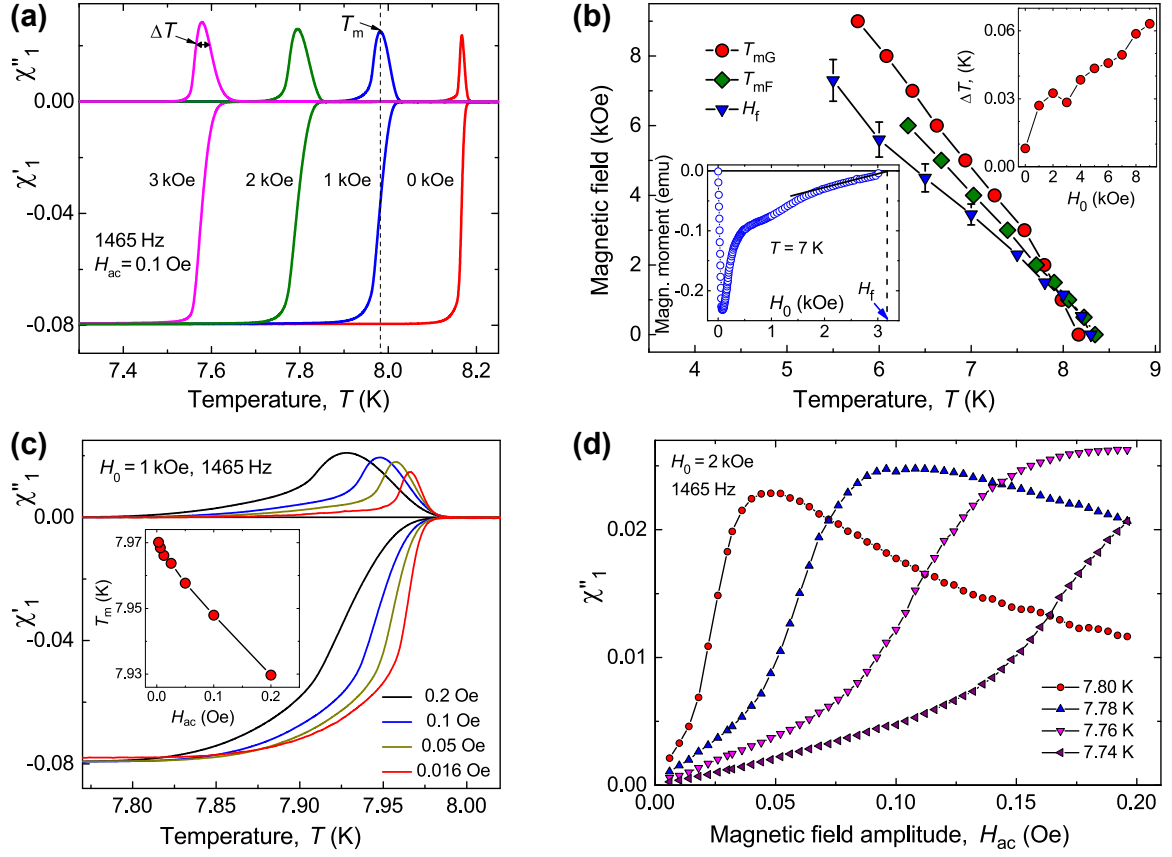 (a)
χ''₁
χ'₁
0.00
-0.04
-0.08
ΔT
Tₘ
3 kOe
2 kOe
1 kOe
0 kOe
1465 Hz
Hac = 0.1 Oe
7.4
7.6
7.8
8.0
8.2
Temperature, T (K)
(b)
Magnetic field (kOe)
8
6
4
2
0
TmG
TmF
Hf
ΔT, (K)
0.06
0.03
0.00
0 2 4 6 8
H₀ (kOe)
Magn. moment (emu)
0.0
-0.1
-0.2
T = 7 K
H₀ (kOe)
Hf
0 1 2 3
4 5 6 7 8 9
Temperature, T (K)
(c)
H₀ = 1 kOe, 1465 Hz
χ''₁
χ'₁
0.00
-0.04
-0.08
Tₘ (K)
7.97
7.95
7.93
0.0 0.1 0.2
Hac (Oe)
0.2 Oe
0.1 Oe
0.05 Oe
0.016 Oe
7.80 7.85 7.90 7.95 8.00
Temperature, T (K)
(d)
H₀ = 2 kOe
1465 Hz
χ''₁
0.02
0.01
0.00
7.80 K
7.78 K
7.76 K
7.74 K
0.00 0.05 0.10 0.15 0.20
Magnetic field amplitude, Hac (Oe)